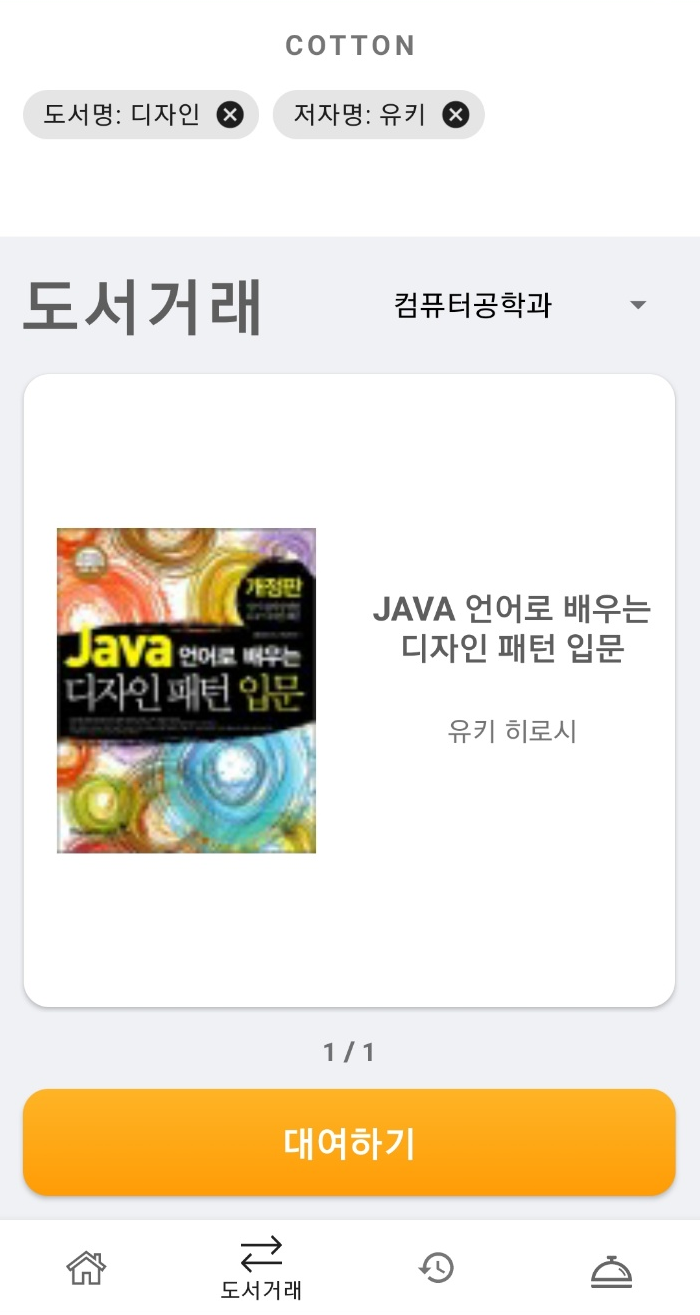 COTTON
도서명: 디자인
저자명: 유키
도서거래
컴퓨터공학과
개정판
Java 언어로 배우는
디자인 패턴 입문
JAVA 언어로 배우는
디자인 패턴 입문
유키 히로시
1 / 1
대여하기
도서거래